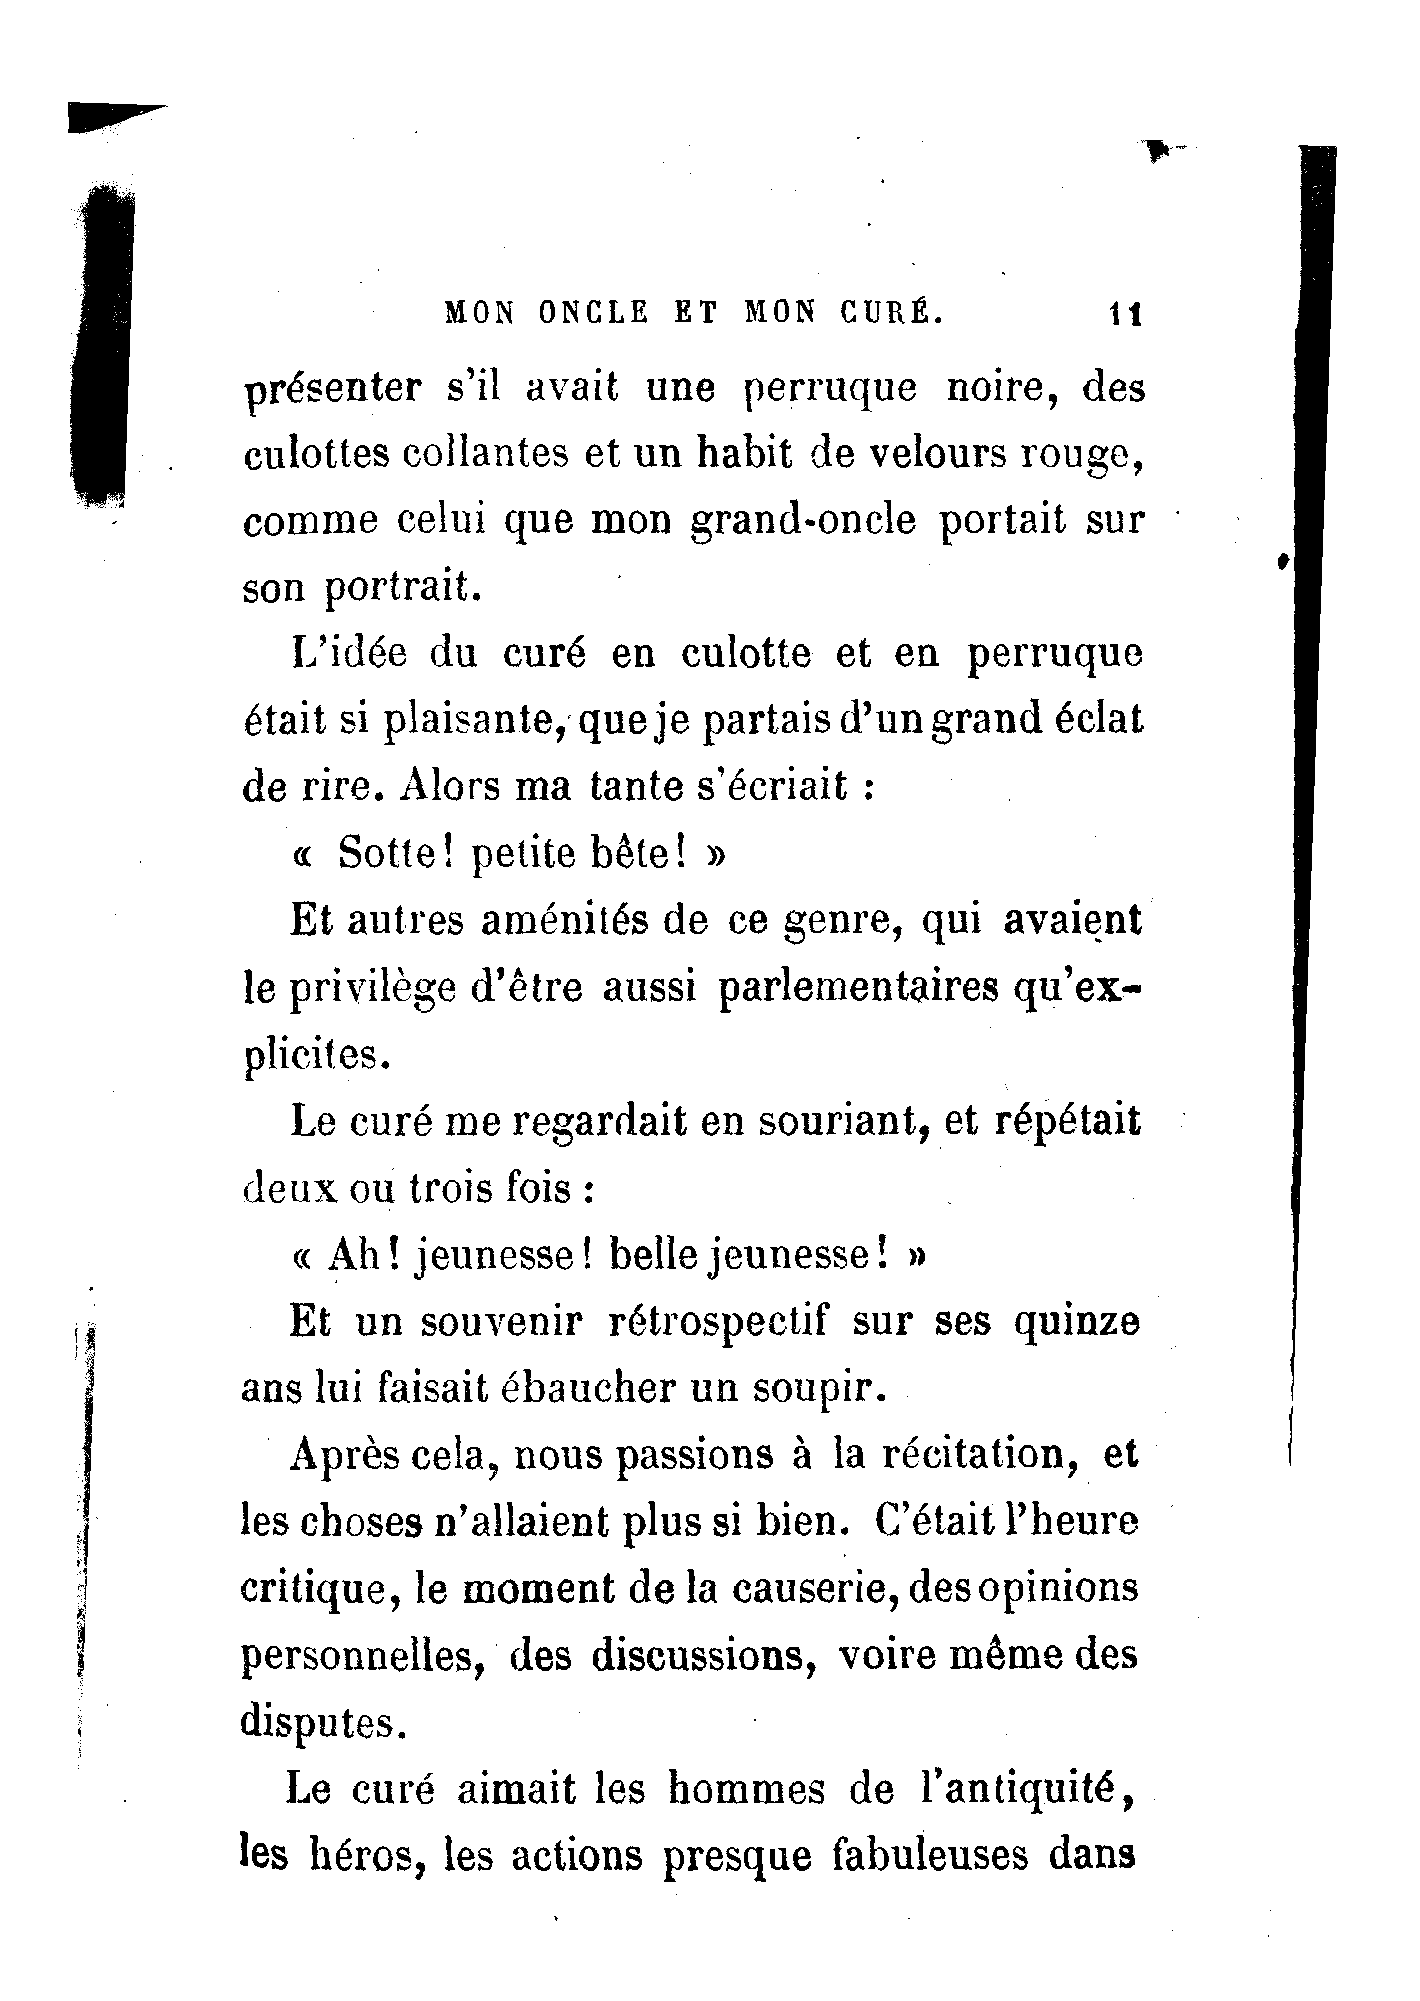 MON ONCLE ET MON CURÉ. 11
présenter s'il avait une perruque noire, des
culottes collantes et un habit de velours rouge,
comme celui que mon grand-oncle portait sur
son portrait.
L'idée du curé en culotte et en perruque
était si plaisante, que je partais d'un grand éclat
de rire. Alors ma tante s'écriait :
« Sotte! petite bête! »
Et autres aménités de ce genre, qui avaient
le privilège d'être aussi parlementaires qu'ex-
plicites.
Le curé me regardait en souriant, et répétait
deux ou trois fois :
« Ah! jeunesse! belle jeunesse! »
Et un souvenir rétrospectif sur ses quinze
ans lui faisait ébaucher un soupir.
Après cela, nous passions à la récitation, et
les choses n'allaient plus si bien. C'était l'heure
critique, le moment de la causerie, des opinions
personnelles, des discussions, voire même des
disputes.
Le curé aimait les hommes de l'antiquité,
les héros, les actions presque fabuleuses dans